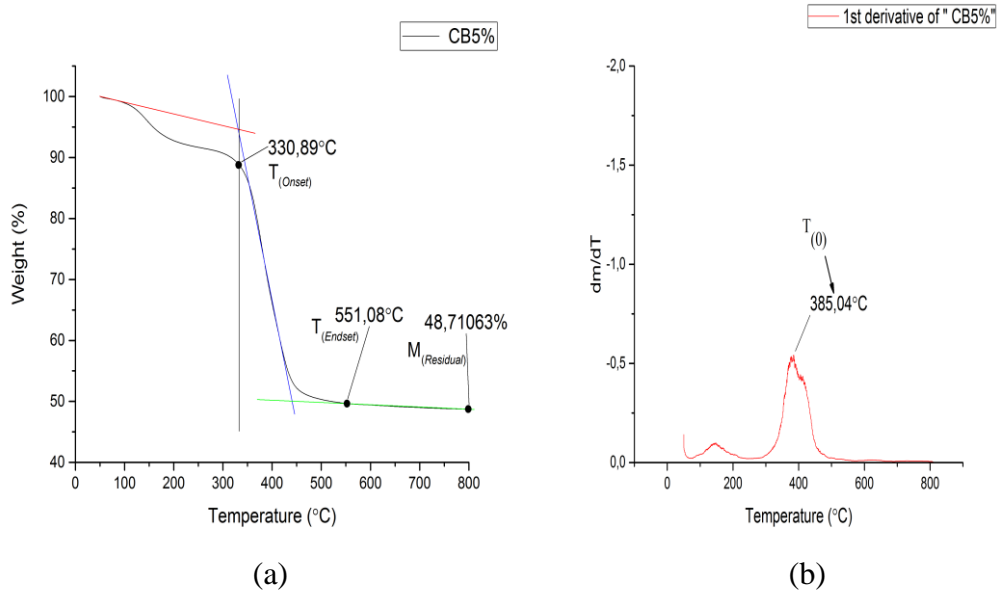 CB5%
100
90
80
70
60
50
40
0 100 200 300 400 500 600 700 800
Weight (%)
Temperature (°C)
330,89°C
T(Onset)
551,08°C
T(Endset)
48,71063%
M(Residual)
(a)
1st derivative of " CB5%"
-2,0
-1,5
-1,0
-0,5
0,0
0 200 400 600 800
dm/dT
Temperature (°C)
T(0)
385,04°C
(b)